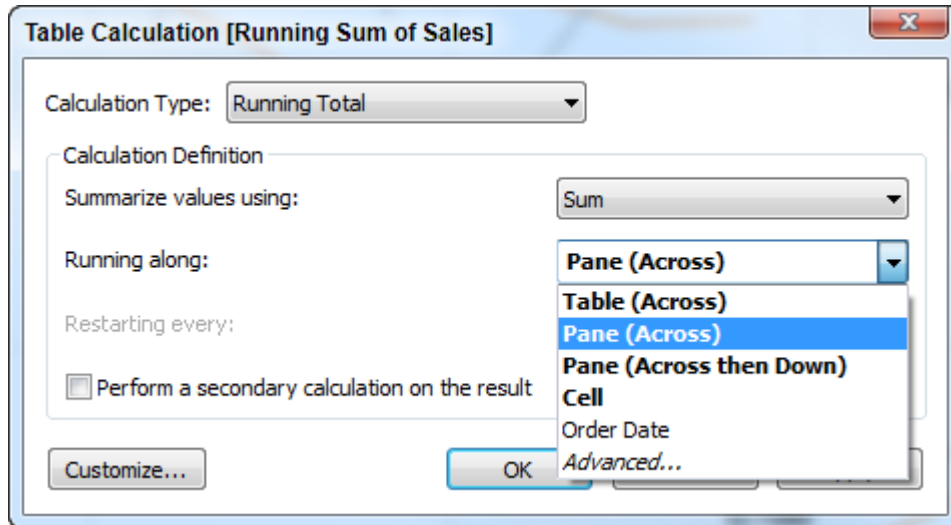 Table Calculation [Running Sum of Sales]
Calculation Type: Running Total
Calculation Definition
Summarize values using: Sum
Running along: Pane (Across)
Table (Across)
Restarting every: Pane (Across)
Pane (Across then Down)
Perform a secondary calculation on the result Cell
Order Date
Customize... OK Advanced...